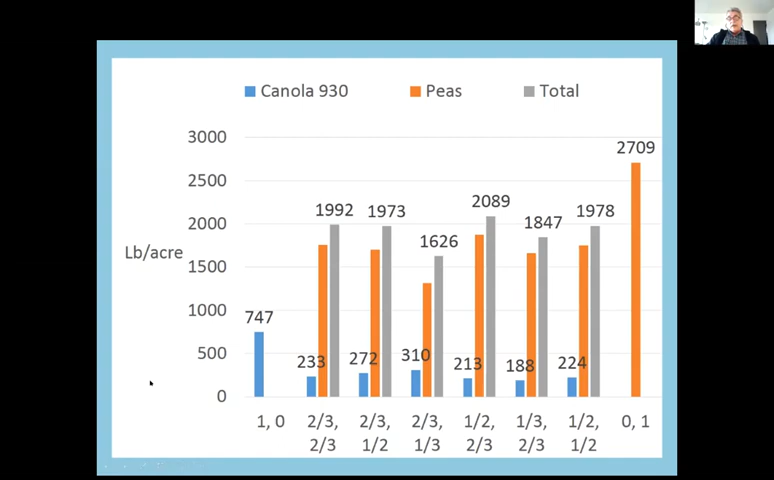 Canola 930 Peas Total
3000
2709
2500
2089
1992 1973 1978
2000
1847
1626
Lb/acre
1500
1000
747
500
233 272 310 213 188 224
0
1, 0 2/3, 2/3, 2/3, 1/2, 1/3, 1/2, 0, 1
2/3 1/2 1/3 2/3 2/3 1/2